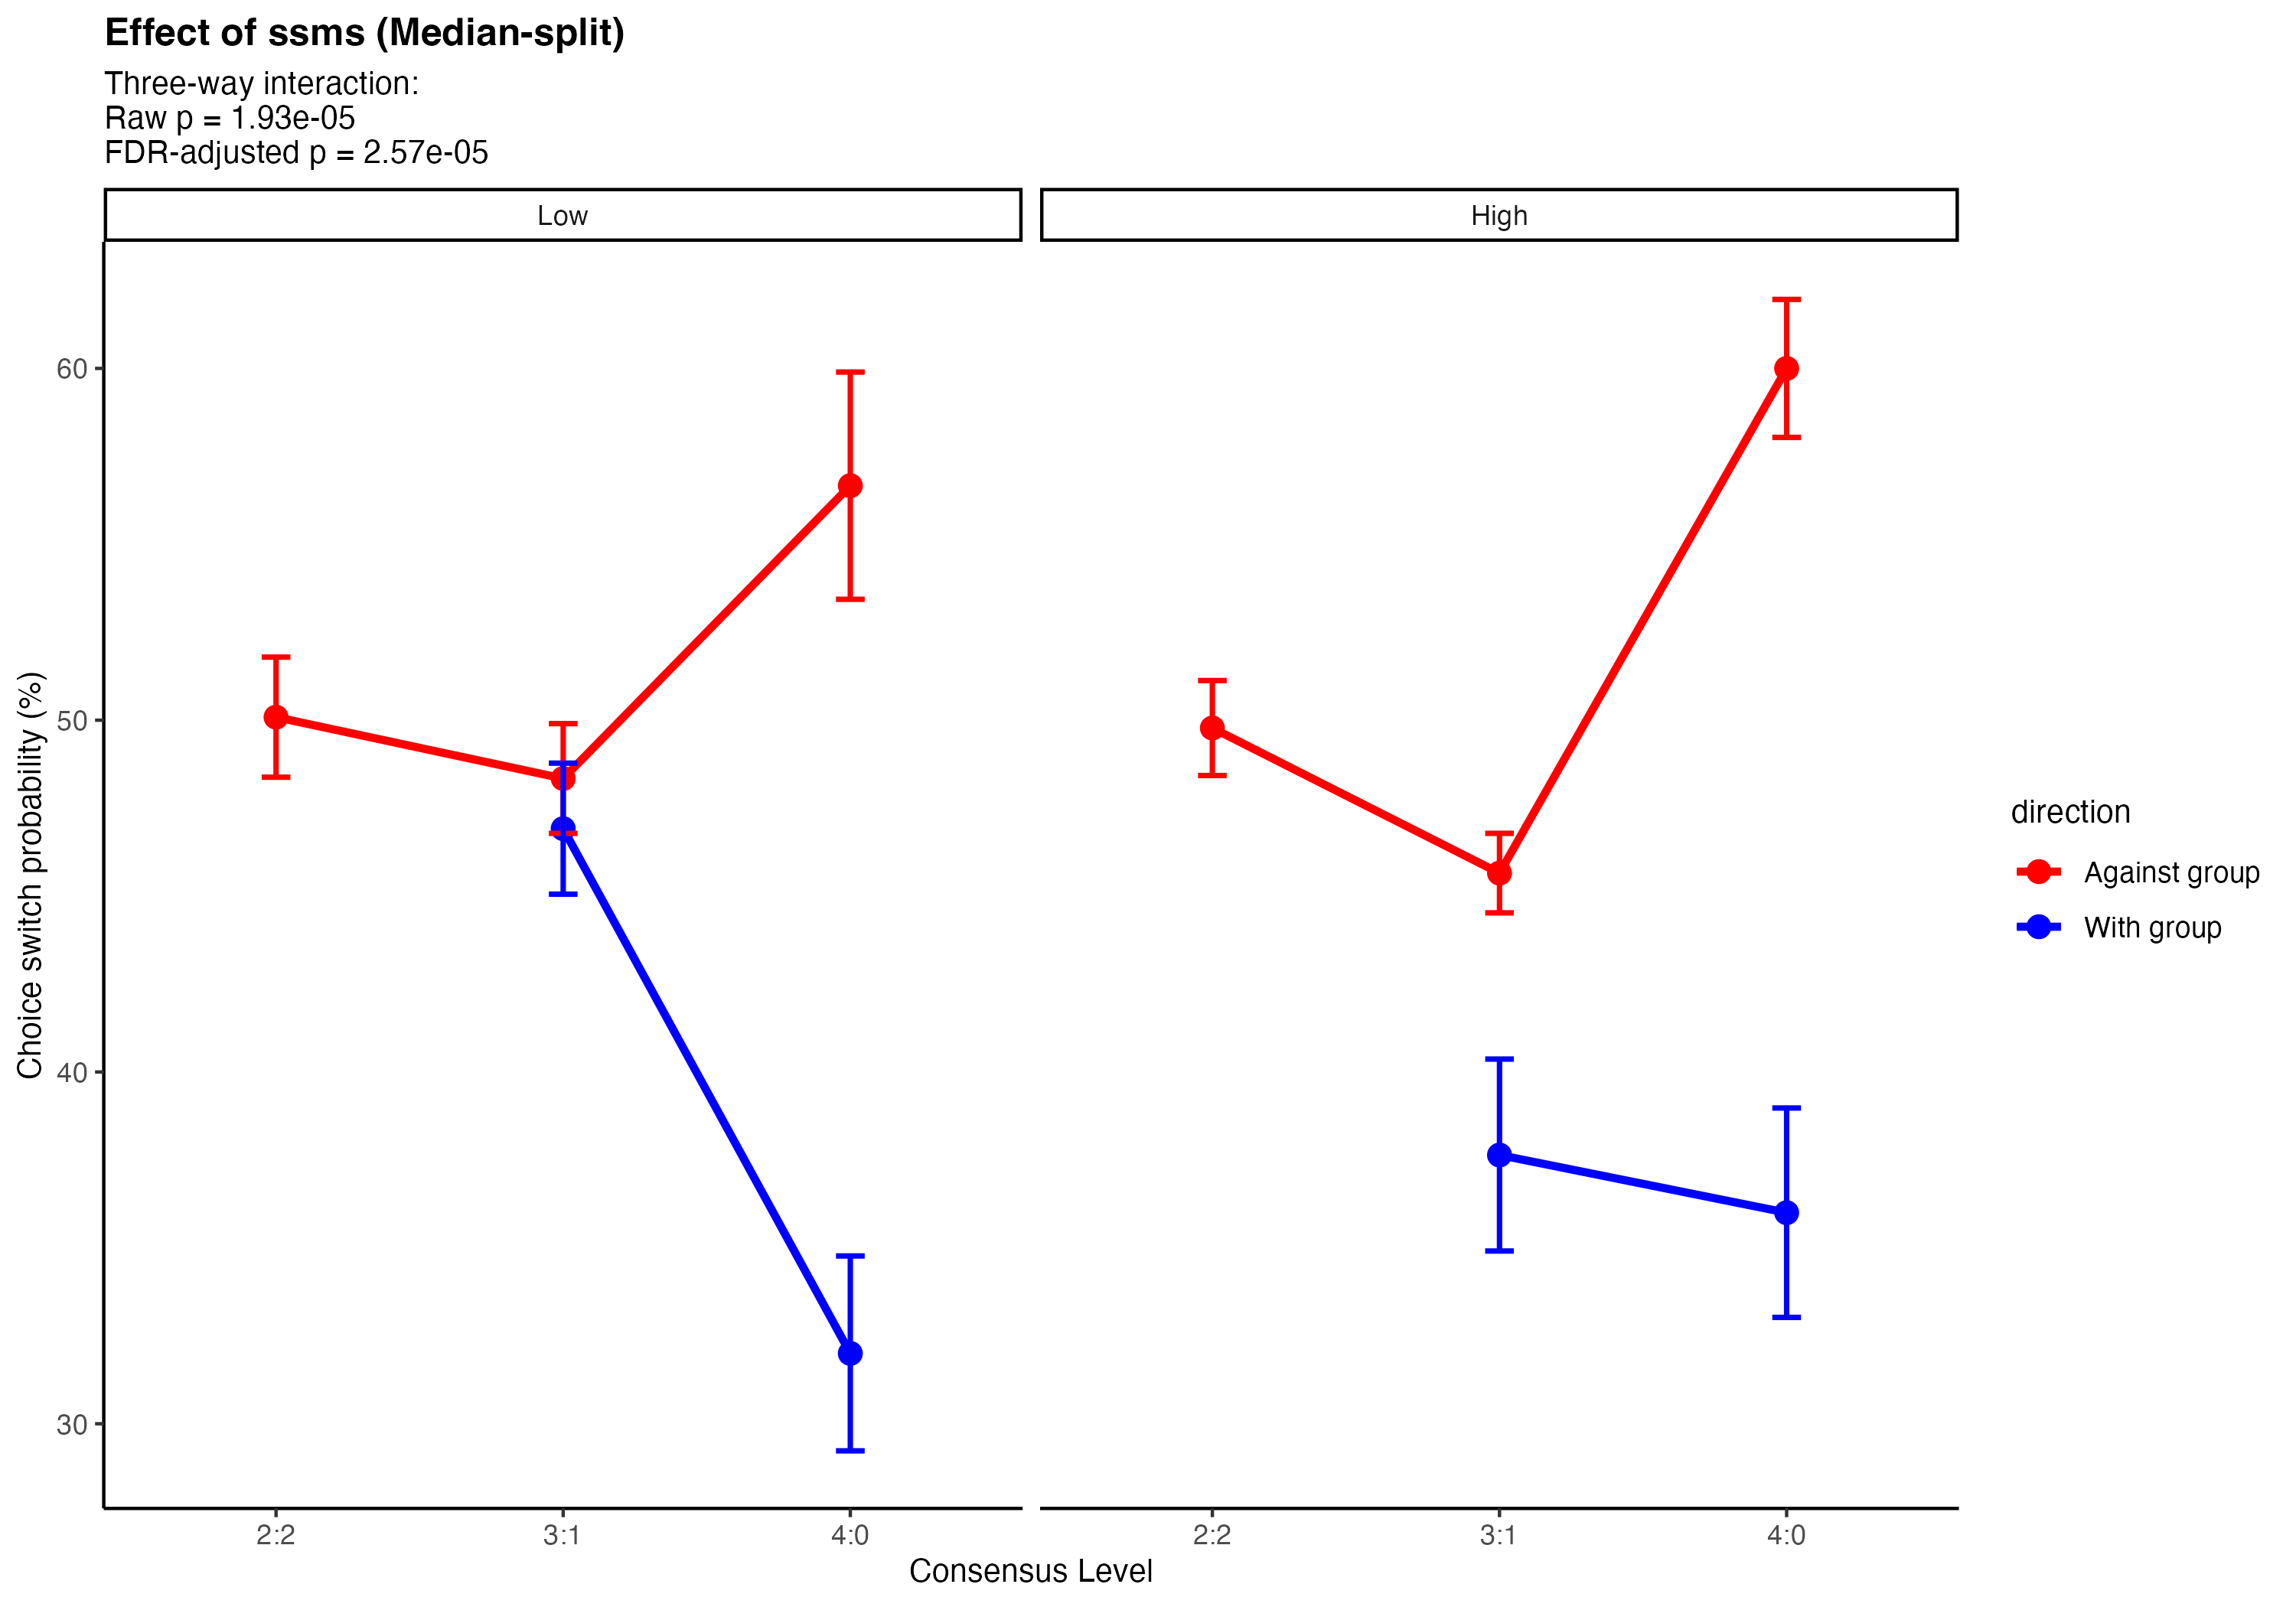 Effect of ssms (Median-split)
Three-way interaction:
Raw p = 1.93e-05
FDR-adjusted p = 2.57e-05
Low
High
60
50
40
30
Choice switch probability (%)
2:2
3:1
4:0
2:2
3:1
4:0
Consensus Level
direction
Against group
With group